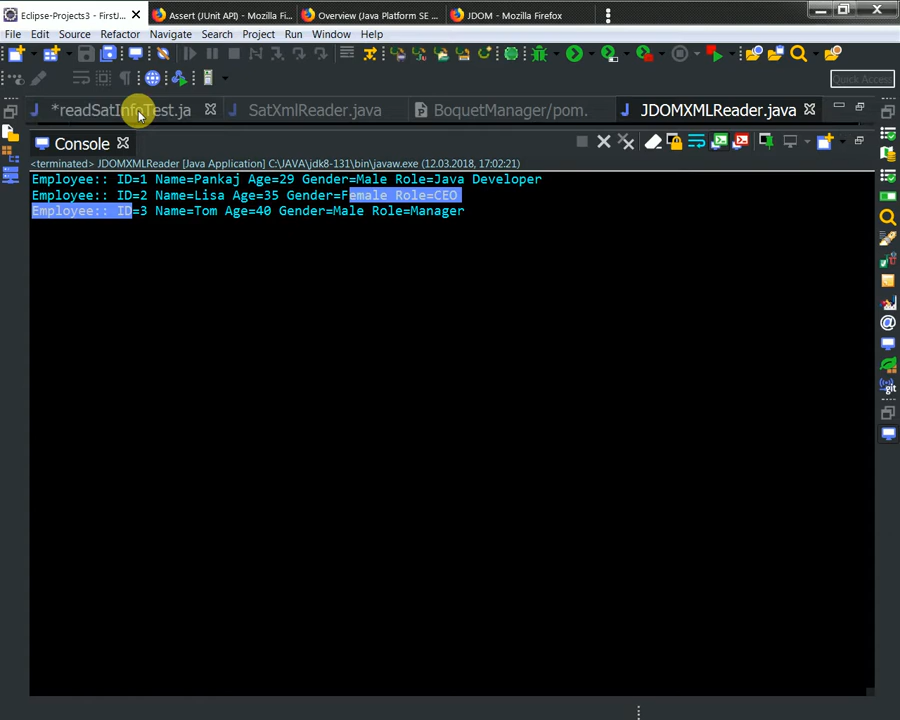 Eclipse-Projects3 - FirstJ...
Assert (JUnit API) - Mozilla Fi...
Overview (Java Platform SE ...
JDOM - Mozilla Firefox
File Edit Source Refactor Navigate Search Project Run Window Help
Quick Access
*readSatInfoTest.ja
SatXmlReader.java
BoquetManager/pom.
JDOMXMLReader.java
Console
<terminated> JDOMXMLReader [Java Application] C:\JAVA\jdk8-131\bin\javaw.exe (12.03.2018, 17:02:21)
Employee:: ID=1 Name=Pankaj Age=29 Gender=Male Role=Java Developer
Employee:: ID=2 Name=Lisa Age=35 Gender=Female Role=CEO
Employee:: ID=3 Name=Tom Age=40 Gender=Male Role=Manager
git